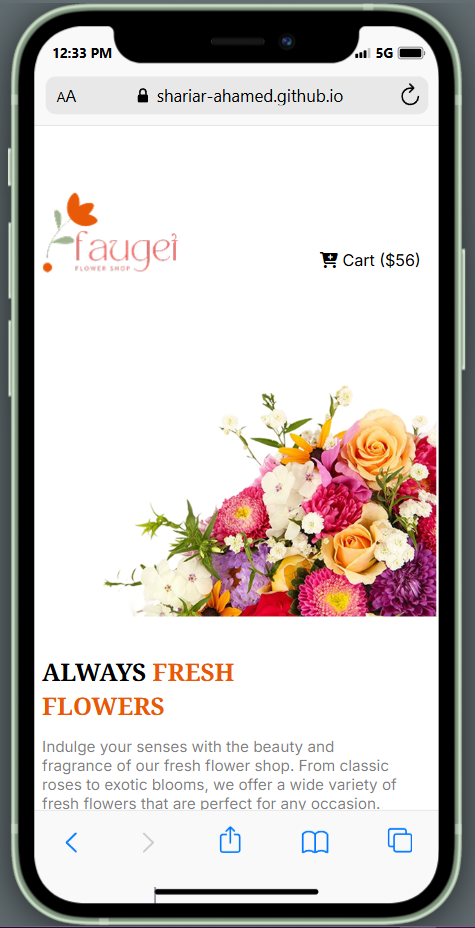 12:33 PM
5G
AA
shariar-ahamed.github.io
fauget
FLOWER SHOP
Cart ($56)
ALWAYS FRESH
FLOWERS
Indulge your senses with the beauty and
fragrance of our fresh flower shop. From classic
roses to exotic blooms, we offer a wide variety of
fresh flowers that are perfect for any occasion.